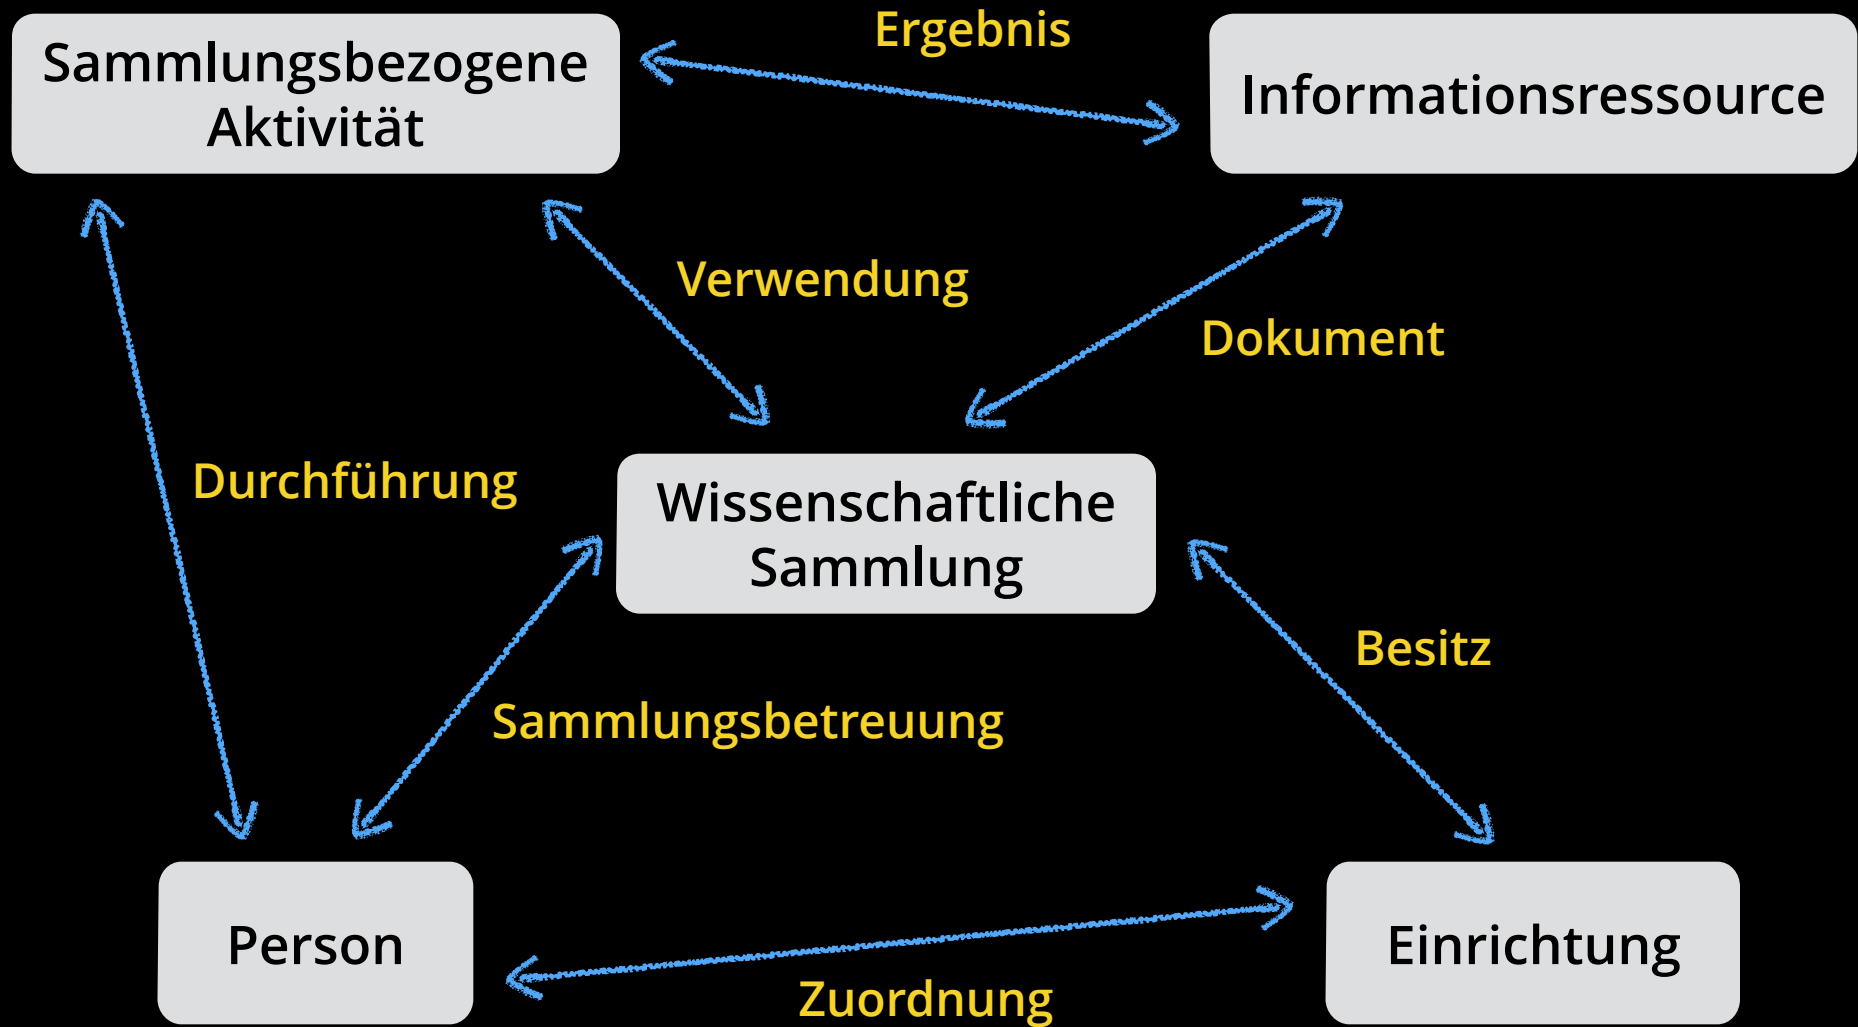 Ergebnis
Sammlungsbezogene
Aktivität
Informationsressource
Verwendung
Dokument
Durchführung
Wissenschaftliche
Sammlung
Besitz
Sammlungsbetreuung
Person
Einrichtung
Zuordnung